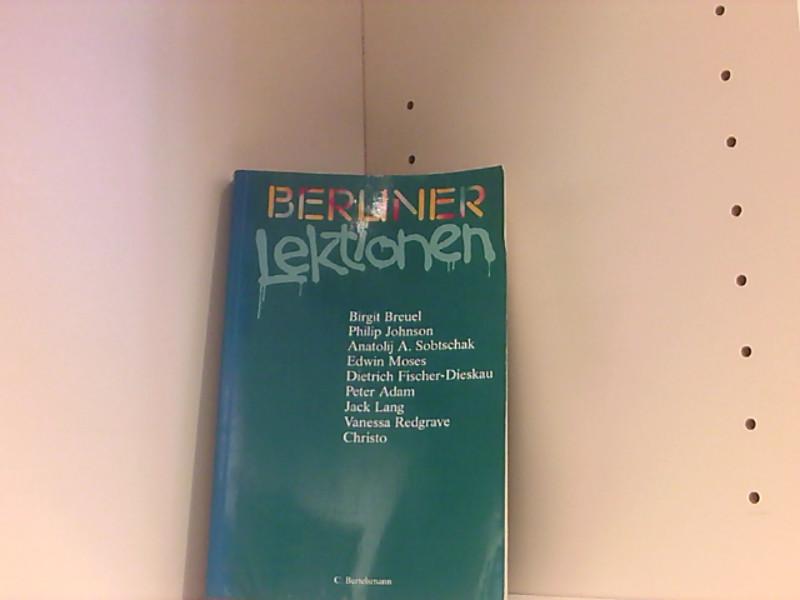 BERLINER
Lektionen
Birgit Breuel
Philip Johnson
Anatolij A. Sobtschak
Edwin Moses
Dietrich Fischer-Dieskau
Peter Adam
Jack Lang
Vanessa Redgrave
Christo
C. Bertelsmann